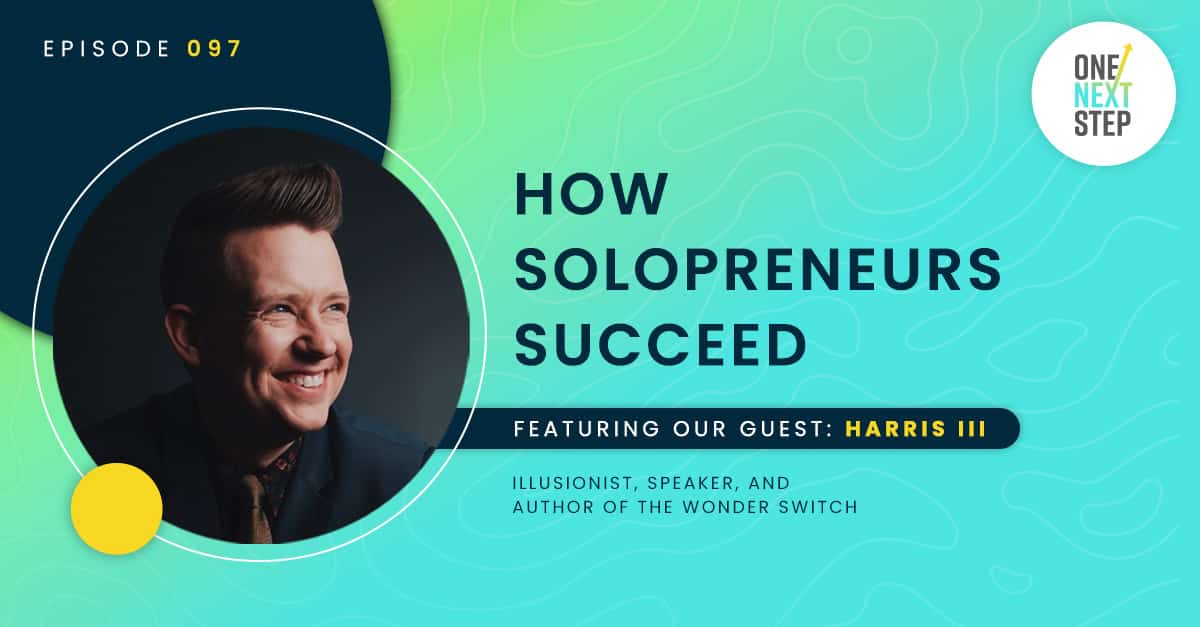 EPISODE 097
ONE
NEXT
STEP
HOW
SOLOPRENEURS
SUCCEED
FEATURING OUR GUEST: HARRIS III
ILLUSIONIST, SPEAKER, AND
AUTHOR OF THE WONDER SWITCH